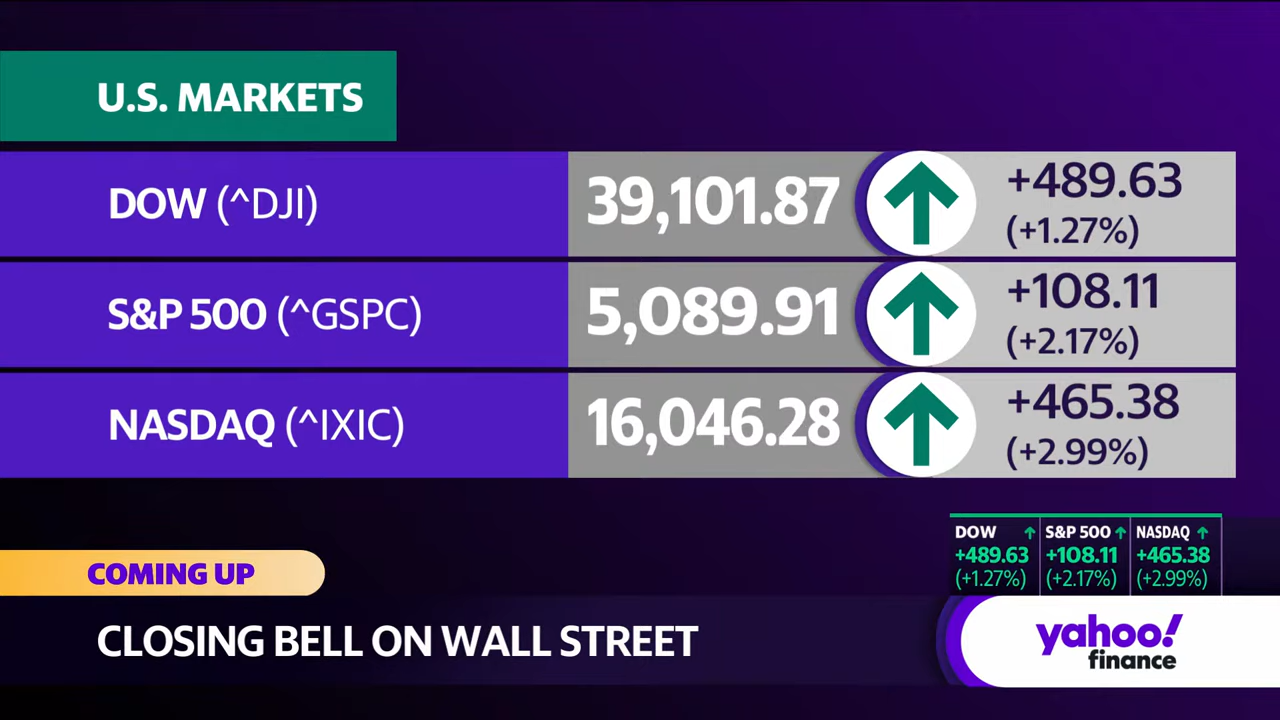 U.S. MARKETS
DOW (^DJI) 39,101.87 +489.63
(+1.27%)
S&P 500 (^GSPC) 5,089.91 +108.11
(+2.17%)
NASDAQ (^IXIC) 16,046.28 +465.38
(+2.99%)
COMING UP
CLOSING BELL ON WALL STREET
DOW S&P 500 NASDAQ
+489.63 +108.11 +465.38
(+1.27%) (+2.17%) (+2.99%)
yahoo!
finance